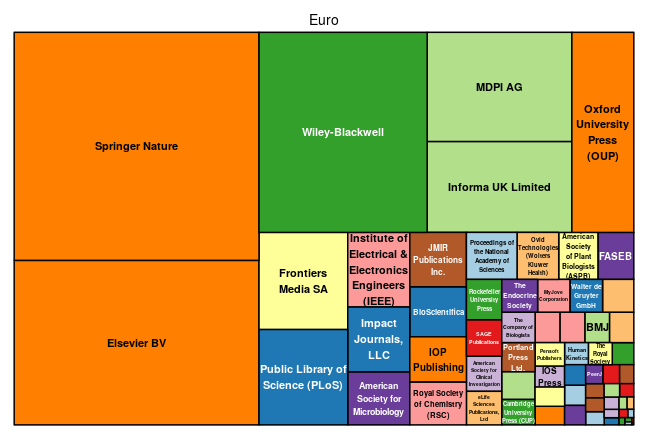 Euro
Springer Nature
Elsevier BV
Wiley-Blackwell
MDPI AG
Informa UK Limited
Oxford
University
Press
(OUP)
Frontiers
Media SA
Public Library of
Science (PLoS)
Institute of
Electrical &
Electronics
Engineers
(IEEE)
Impact
Journals,
LLC
American
Society for
Microbiology
JMIR
Publications
Inc.
BioScientifica
IOP
Publishing
Royal Society
of Chemisry
(RSC)
Proceedings of
the National
Academy of
Sciences
Ovid
Technologies
(Wolters
Kluwer
Health)
American
Society
of Plant
Biologists
(ASPB)
FASEB
Rockefeller
University
Press
SAGE
Publications
American
Society for
Clinical
Investigation
eLife
Sciences
Publications,
Ltd
The
Endocrine
Society
MyJove
Corporation
Walter de
Gruyter
GmbH
The
Company of
Biologists
BMJ
Portland
Press
Ltd.
Pensoft
Publishers
Human
Kinetics
The
Royal
Society
Cambridge
University
Press (CUP)
IOS
Press
PeerJ